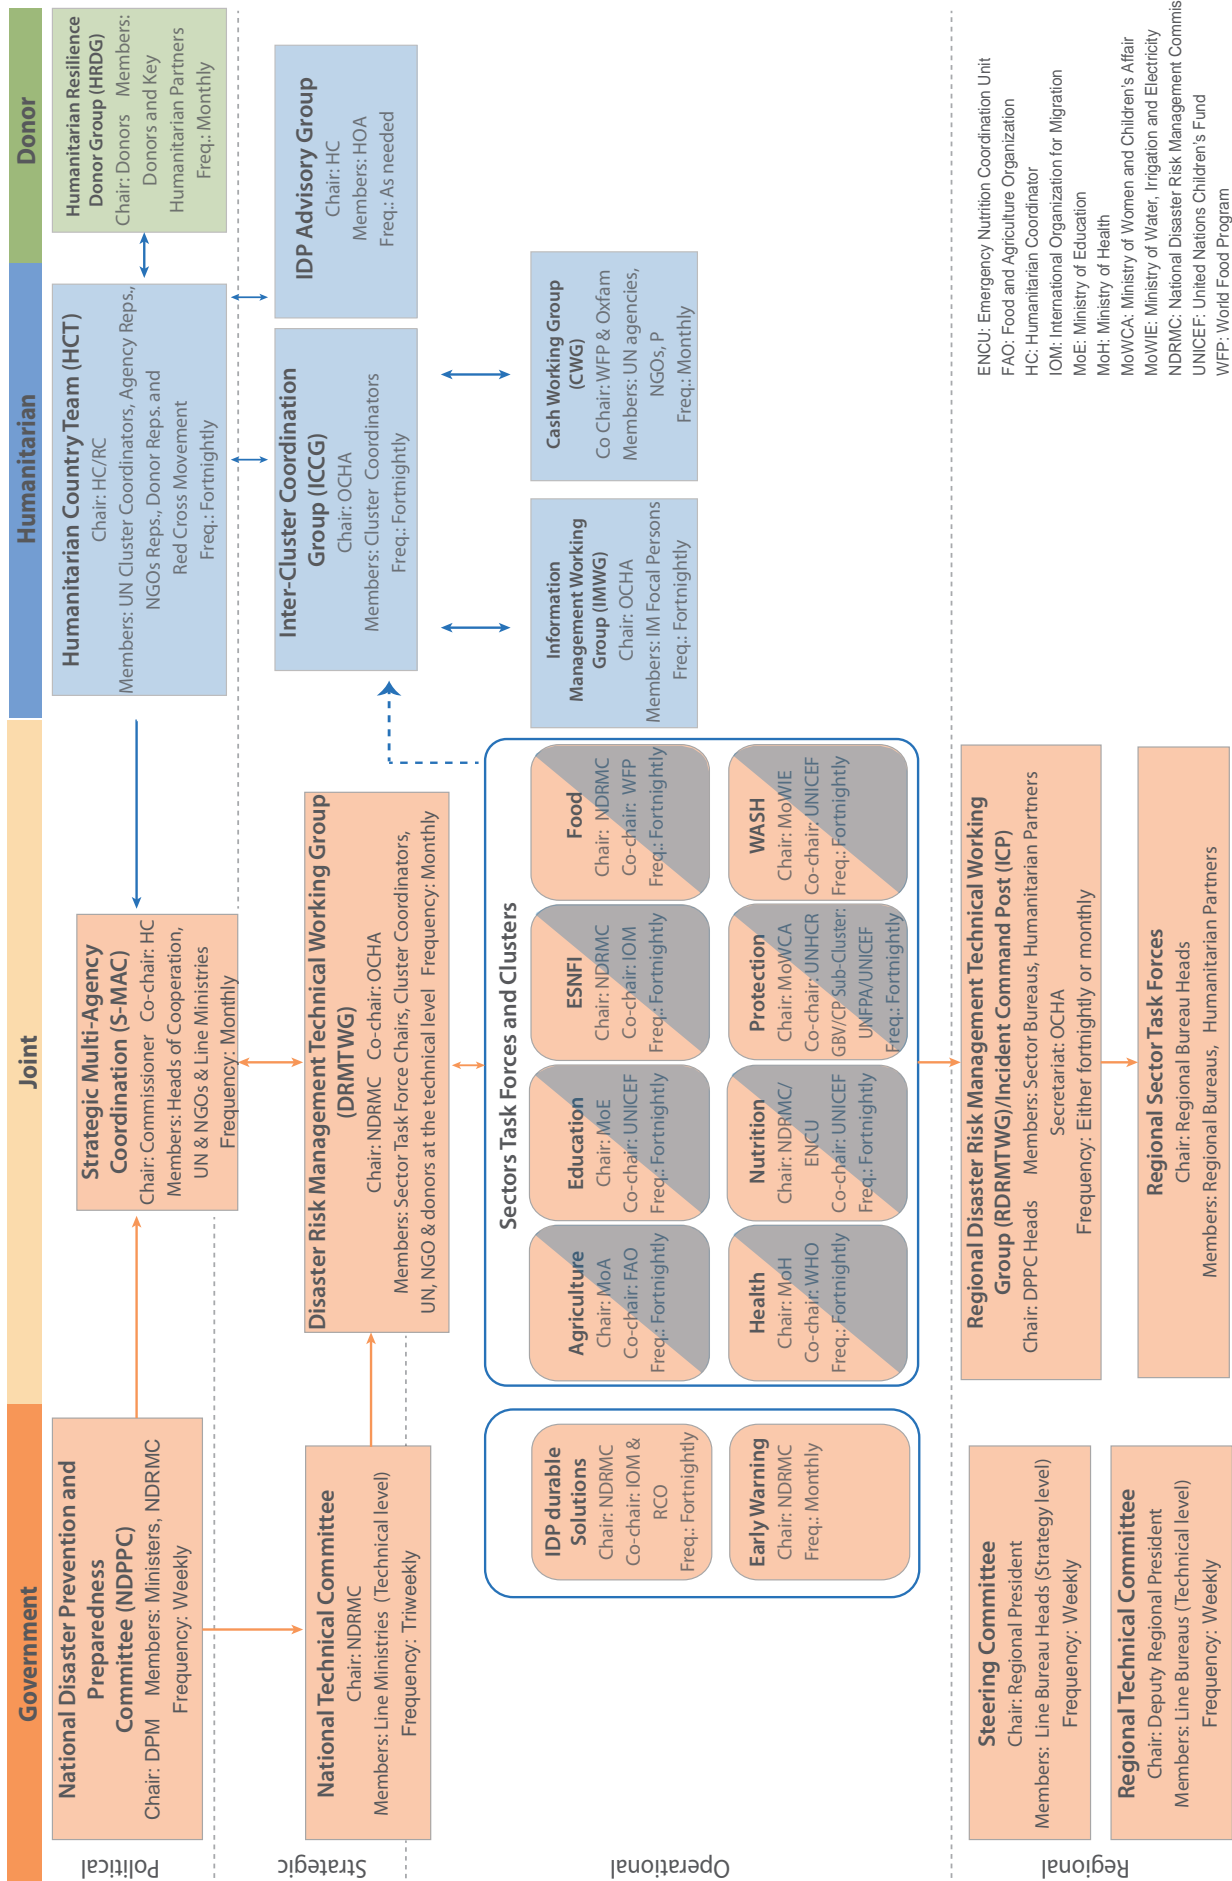 Government
Joint
Humanitarian
Donor
Political
National Disaster Prevention and
Preparedness
Committee (NDPPC)
Chair: DPM Members: Ministers, NDRMC
Frequency: Weekly
Strategic Multi-Agency
Coordination (S-MAC)
Chair: Commissioner Co-chair: HC
Members: Heads of Cooperation,
UN & NGOs & Line Ministries
Frequency: Monthly
Humanitarian Country Team (HCT)
Chair: HC/RC
Members: UN Cluster Coordinators, Agency Reps.,
NGOs Reps., Donor Reps. and
Red Cross Movement
Freq.: Fortnightly
Humanitarian Resilience
Donor Group (HRDG)
Chair: Donors Members:
Donors and Key
Humanitarian Partners
Freq.: Monthly
Strategic
National Technical Committee
Chair: NDRMC
Members: Line Ministries (Technical level)
Frequency: Triweekly
Disaster Risk Management Technical Working Group
(DRMTWG)
Chair: NDRMC Co-chair: OCHA
Members: Sector Task Force Chairs, Cluster Coordinators,
UN, NGO & donors at the technical level Frequency: Monthly
Inter-Cluster Coordination
Group (ICCG)
Chair: OCHA
Members: Cluster Coordinators
Freq.: Fortnightly
IDP Advisory Group
Chair: HC
Members: HOA
Freq.: As needed
Operational
IDP durable
Solutions
Chair: NDRMC
Co-chair: IOM &
RCO
Freq.: Fortnightly
Early Warning
Chair: NDRMC
Freq.: Monthly
Sectors Task Forces and Clusters
Agriculture
Chair: MoA
Co-chair: FAO
Freq.: Fortnightly
Education
Chair: MoE
Co-chair: UNICEF
Freq.: Fortnightly
ESNFI
Chair: NDRMC
Co-chair: IOM
Freq.: Fortnightly
Food
Chair: NDRMC
Co-chair: WFP
Freq.: Fortnightly
Health
Chair: MoH
Co-chair: WHO
Freq.: Fortnightly
Nutrition
Chair: NDRMC/
ENCU
Co-chair: UNICEF
Freq.: Fortnightly
Protection
Chair: MoWCA
Co-chair: UNHCR
GBV/CP Sub-Cluster:
UNFPA/UNICEF
Freq.: Fortnightly
WASH
Chair: MoWIE
Co-chair: UNICEF
Freq.: Fortnightly
Information
Management Working
Group (IMWG)
Chair: OCHA
Members: IM Focal Persons
Freq.: Fortnightly
Cash Working Group
(CWG)
Co Chair: WFP & Oxfam
Members: UN agencies,
NGOs, P
Freq.: Monthly
Regional
Steering Committee
Chair: Regional President
Members: Line Bureau Heads (Strategy level)
Frequency: Weekly
Regional Technical Committee
Chair: Deputy Regional President
Members: Line Bureaus (Technical level)
Frequency: Weekly
Regional Disaster Risk Management Technical Working
Group (RDRMTWG)/Incident Command Post (ICP)
Chair: DPPC Heads Members: Sector Bureaus, Humanitarian Partners
Secretariat: OCHA
Frequency: Either fortnightly or monthly
Regional Sector Task Forces
Chair: Regional Bureau Heads
Members: Regional Bureaus, Humanitarian Partners
ENCU: Emergency Nutrition Coordination Unit
FAO: Food and Agriculture Organization
HC: Humanitarian Coordinator
IOM: International Organization for Migration
MoE: Ministry of Education
MoH: Ministry of Health
MoWCA: Ministry of Women and Children's Affair
MoWIE: Ministry of Water, Irrigation and Electricity
NDRMC: National Disaster Risk Management Commis
UNICEF: United Nations Children's Fund
WFP: World Food Program